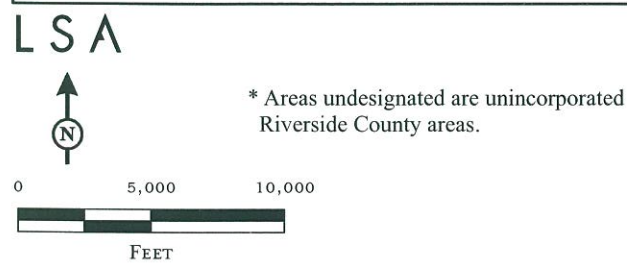 LSA
N
* Areas undesignated are unincorporated
Riverside County areas.
0 5,000 10,000
FEET